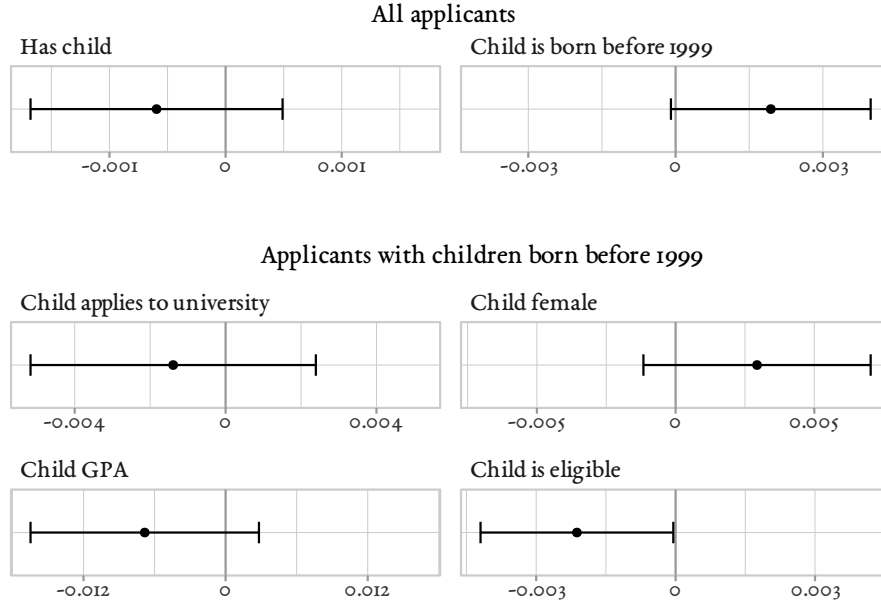 All applicants
Has child
Child is born before 1999
-0.001 0 0.001
-0.003 0 0.003
Applicants with children born before 1999
Child applies to university
Child female
-0.004 0 0.004
-0.005 0 0.005
Child GPA
Child is eligible
-0.012 0 0.012
-0.003 0 0.003